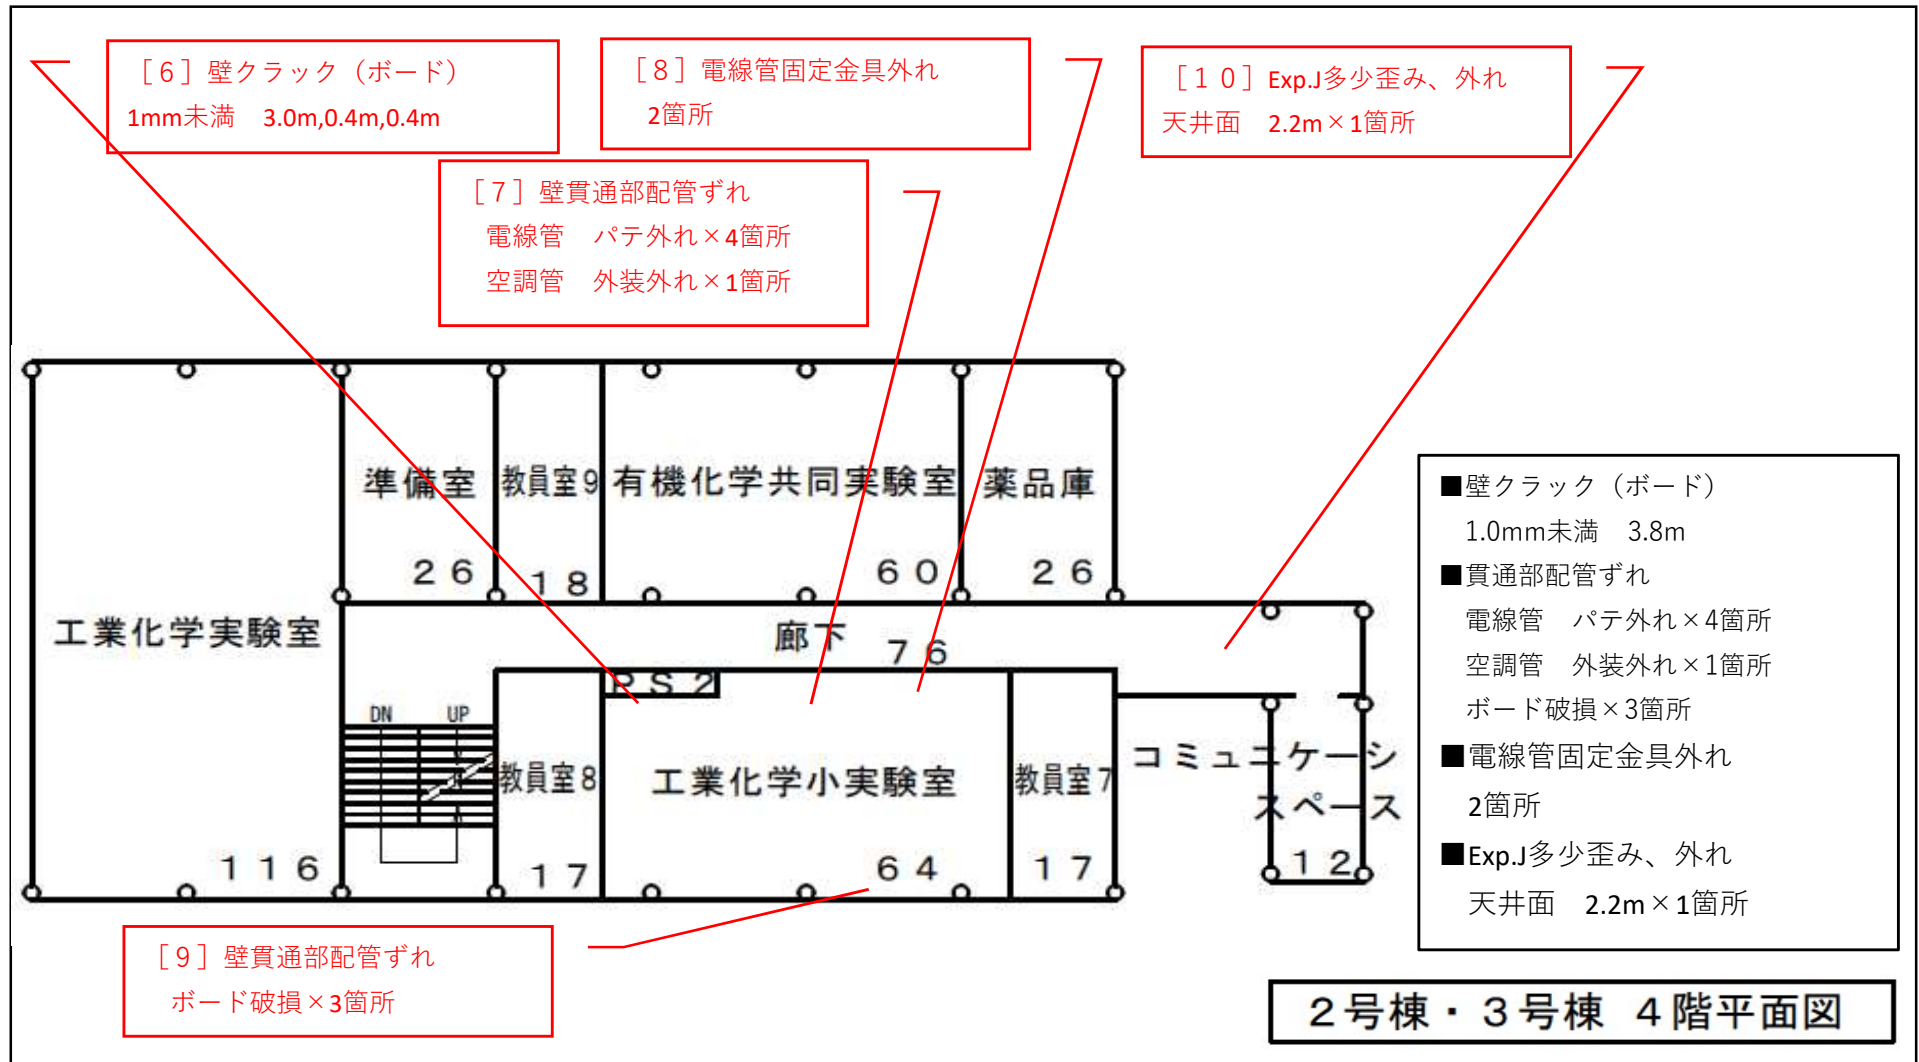 ［6］壁クラック（ボード）
1mm未満　3.0m,0.4m,0.4m
［8］電線管固定金具外れ
2箇所
［１０］Exp.J多少歪み、外れ
天井面　2.2m×1箇所
［7］壁貫通部配管ずれ
電線管　パテ外れ×4箇所
空調管　外装外れ×1箇所
準備室
２６
教員室9
１８
有機化学共同実験室
６０
薬品庫
２６
工業化学実験室
１１６
廊下
７６
ＰＳ２
DN
UP
教員室8
１７
工業化学小実験室
６４
教員室7
１７
コミュニケーシ
スペース
１２
■壁クラック（ボード）
1.0mm未満　3.8m
■貫通部配管ずれ
電線管　パテ外れ×4箇所
空調管　外装外れ×1箇所
ボード破損×3箇所
■電線管固定金具外れ
2箇所
■Exp.J多少歪み、外れ
天井面　2.2m×1箇所
［9］壁貫通部配管ずれ
ボード破損×3箇所
２号棟・３号棟 ４階平面図